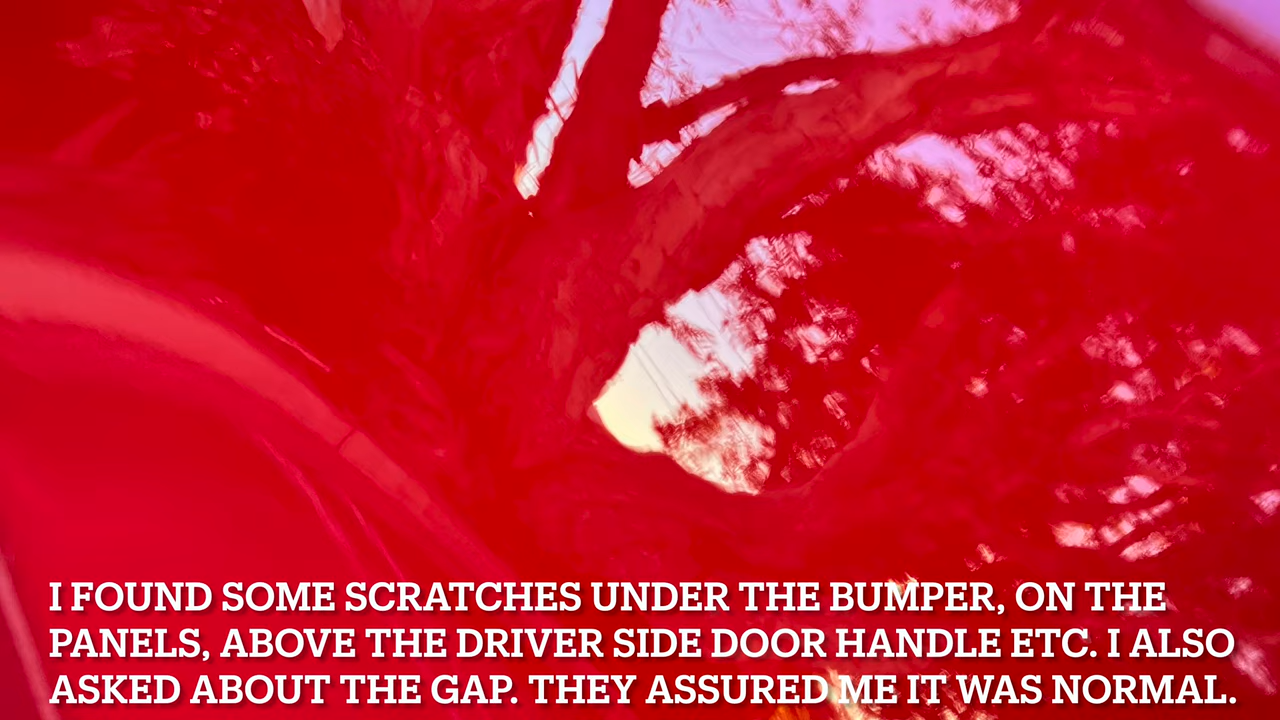 I FOUND SOME SCRATCHES UNDER THE BUMPER, ON THE
PANELS, ABOVE THE DRIVER SIDE DOOR HANDLE ETC. I ALSO
ASKED ABOUT THE GAP. THEY ASSURED ME IT WAS NORMAL.